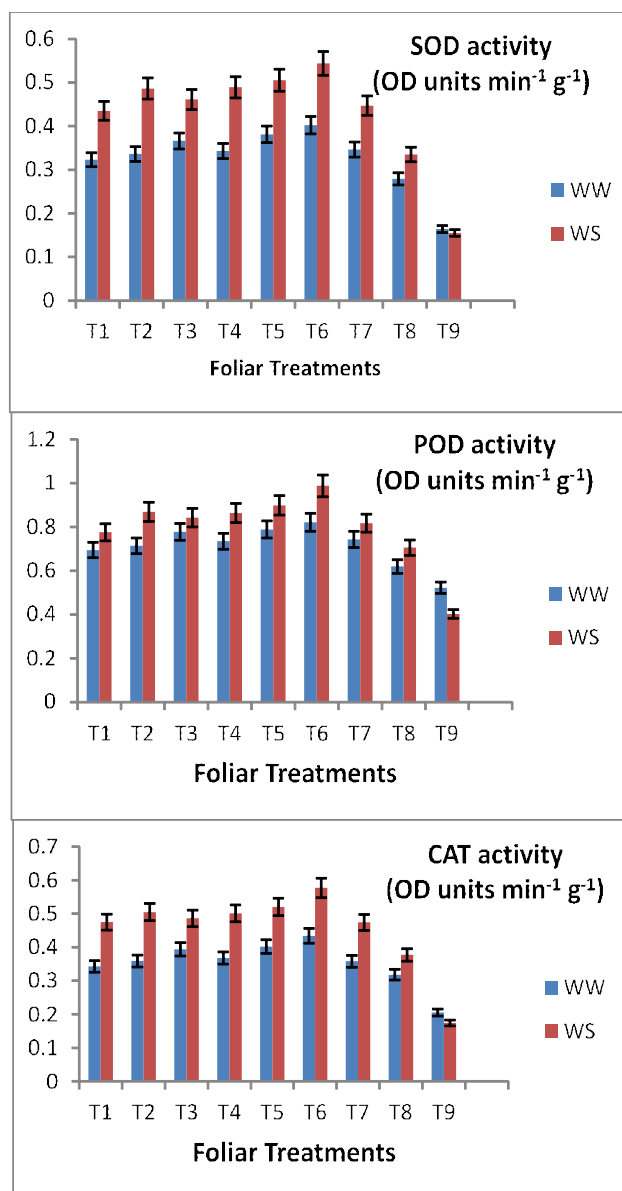 SOD activity
(OD units min⁻¹ g⁻¹)
0.6
0.5
0.4
0.3
0.2
0.1
0
WW
WS
T1 T2 T3 T4 T5 T6 T7 T8 T9
Foliar Treatments
POD activity
(OD units min⁻¹ g⁻¹)
1.2
1
0.8
0.6
0.4
0.2
0
WW
WS
T1 T2 T3 T4 T5 T6 T7 T8 T9
Foliar Treatments
CAT activity
(OD units min⁻¹ g⁻¹)
0.7
0.6
0.5
0.4
0.3
0.2
0.1
0
WW
WS
T1 T2 T3 T4 T5 T6 T7 T8 T9
Foliar Treatments